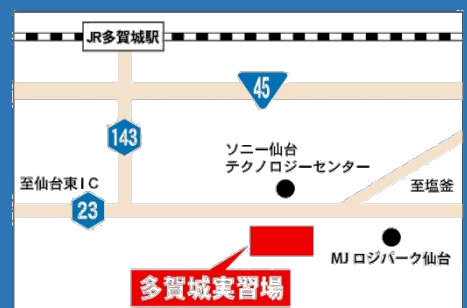 JR多賀城駅
45
143
ソニー仙台
テクノロジーセンター
至仙台東IC
至塩釜
23
MJ ロジパーク仙台
多賀城実習場